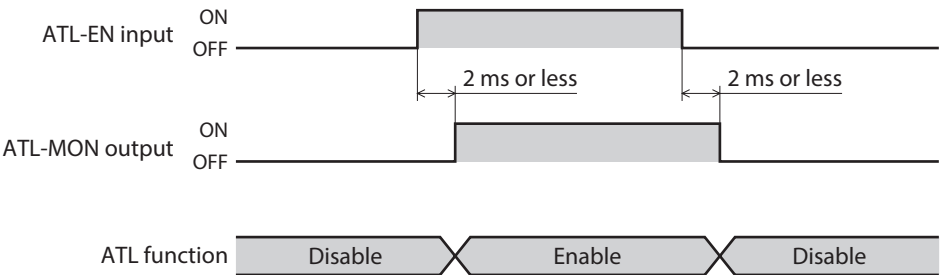 ATL-EN input
ON
OFF
2 ms or less
2 ms or less
ATL-MON output
ON
OFF
ATL function
Disable
Enable
Disable